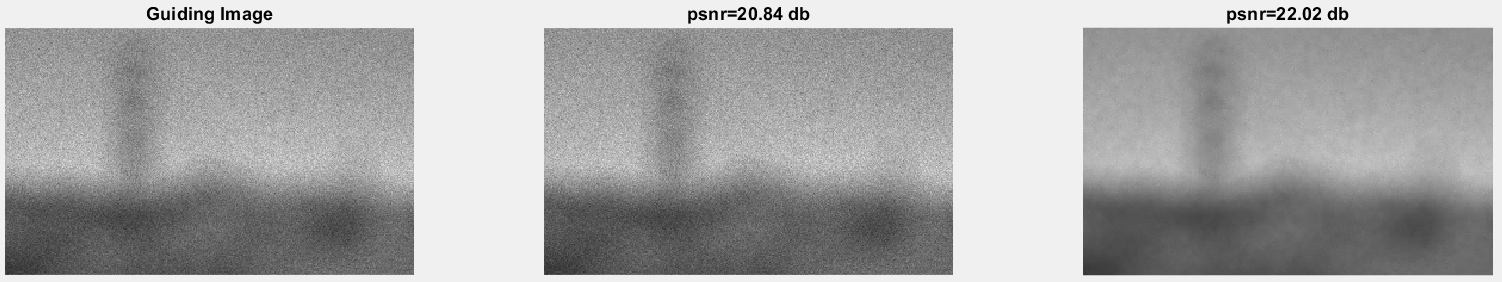 Guiding Image
psnr=20.84 db
psnr=22.02 db